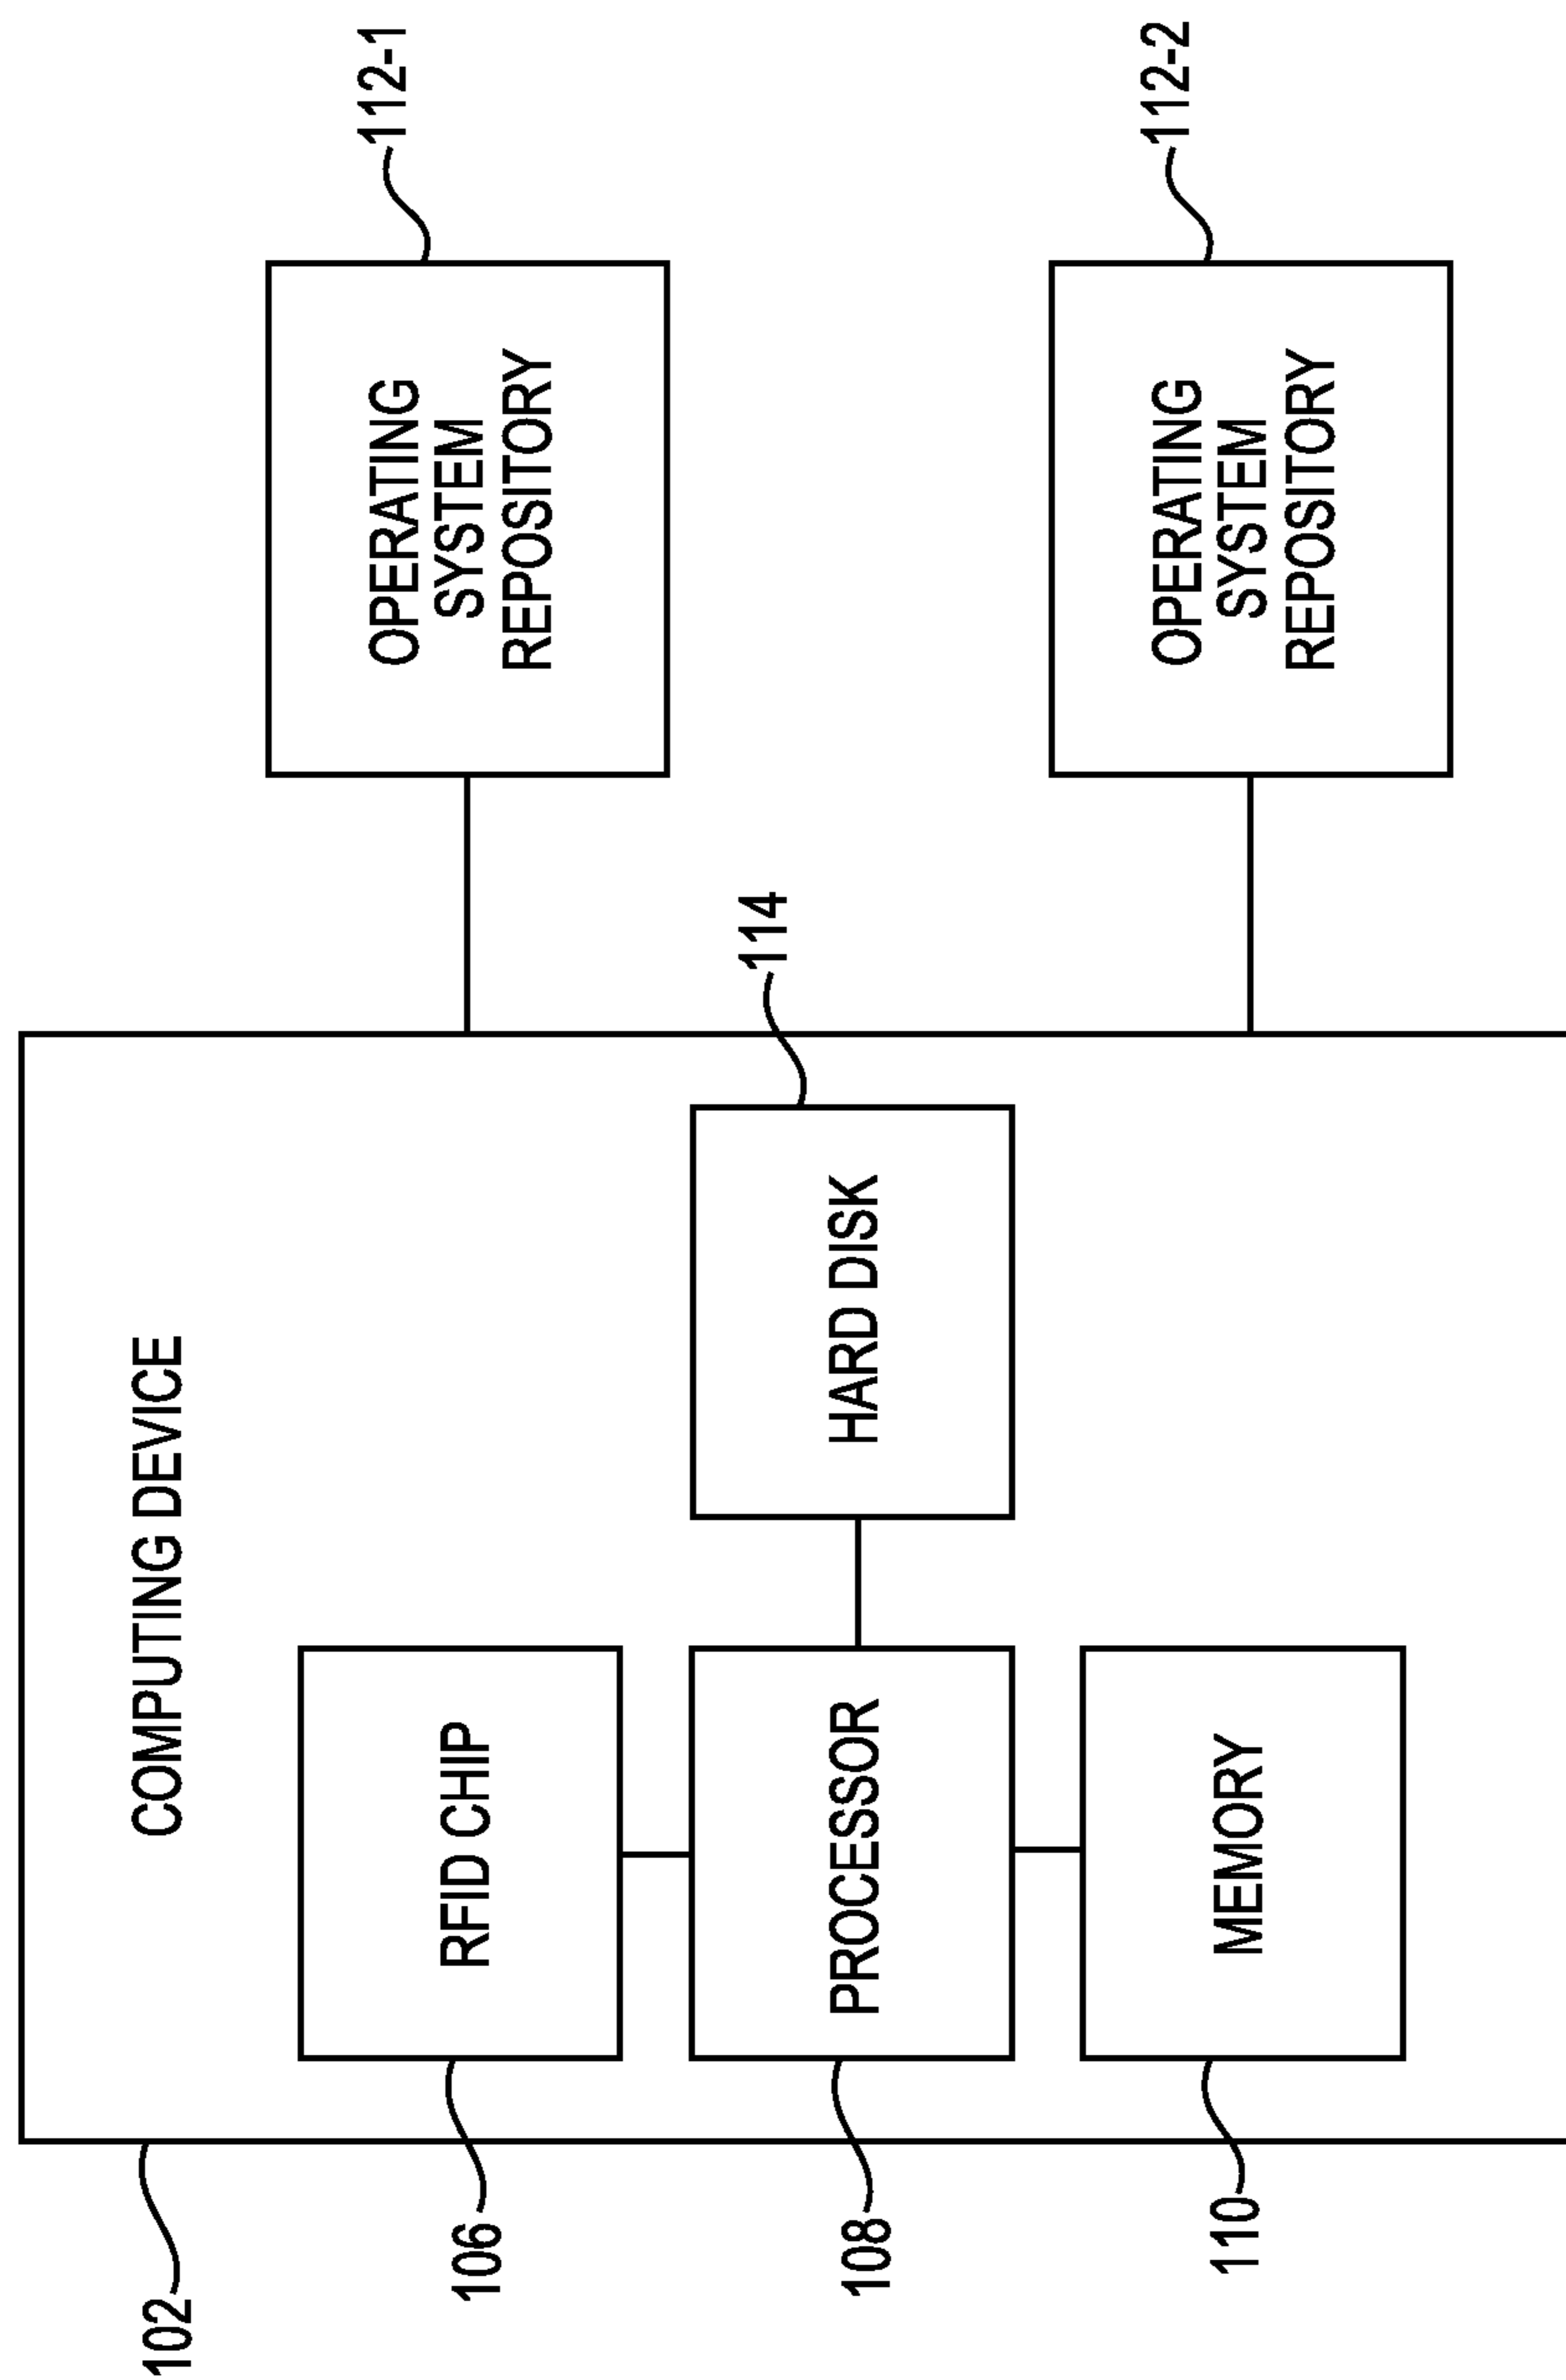 COMPUTING DEVICE
102
RFID CHIP
106
PROCESSOR
108
HARD DISK
114
MEMORY
110
OPERATING
SYSTEM
REPOSITORY
112-1
OPERATING
SYSTEM
REPOSITORY
112-2